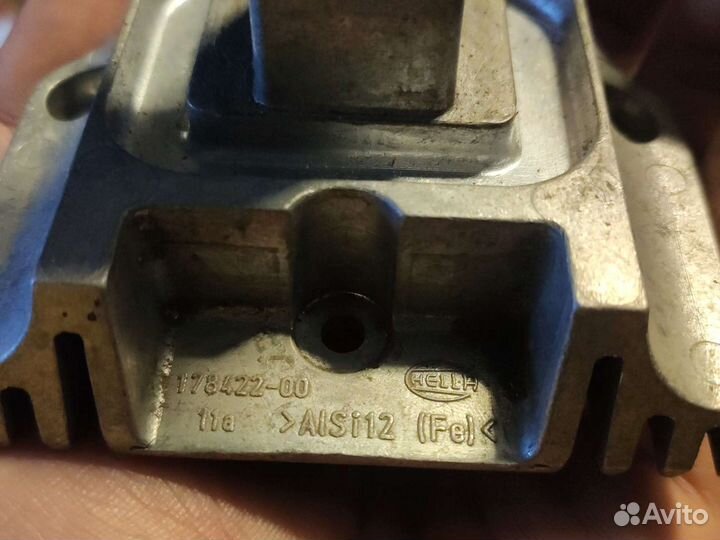 178422-00
HELLA
11a >AlSi12 (Fe)<
Avito